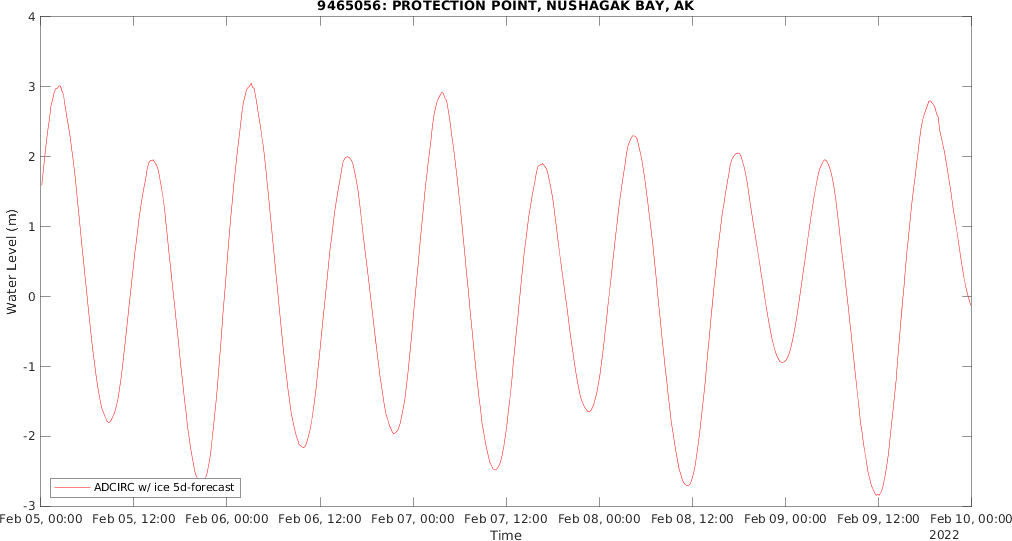 9465056: PROTECTION POINT, NUSHAGAK BAY, AK
4
3
2
1
0
-1
-2
-3
Water Level (m)
ADCIRC w/ ice 5d-forecast
Feb 05, 00:00 Feb 05, 12:00 Feb 06, 00:00 Feb 06, 12:00 Feb 07, 00:00 Feb 07, 12:00 Feb 08, 00:00 Feb 08, 12:00 Feb 09, 00:00 Feb 09, 12:00 Feb 10, 00:00
Time
2022